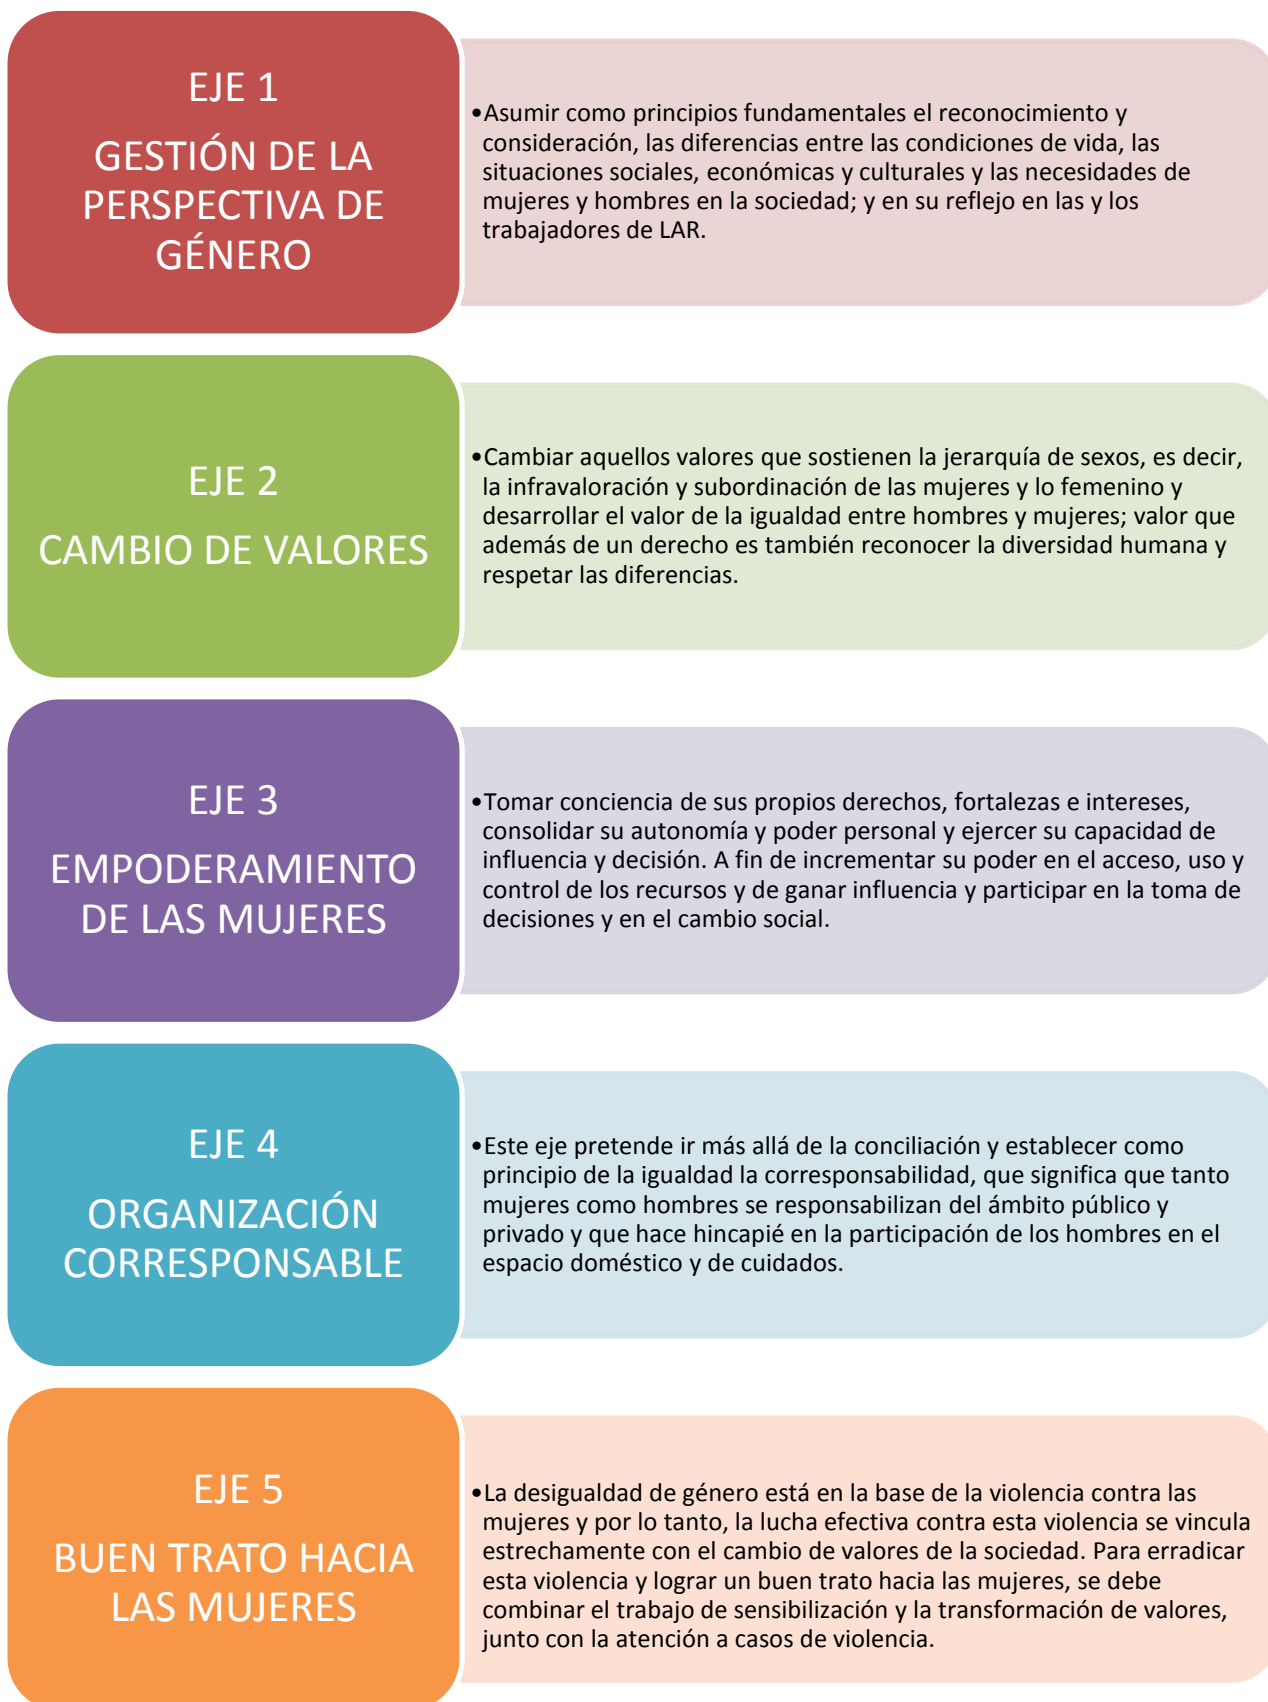 EJE 1
GESTIÓN DE LA
PERSPECTIVA DE
GÉNERO
•Asumir como principios fundamentales el reconocimiento y
consideración, las diferencias entre las condiciones de vida, las
situaciones sociales, económicas y culturales y las necesidades de
mujeres y hombres en la sociedad; y en su reflejo en las y los
trabajadores de LAR.
EJE 2
CAMBIO DE VALORES
•Cambiar aquellos valores que sostienen la jerarquía de sexos, es decir,
la infravaloración y subordinación de las mujeres y lo femenino y
desarrollar el valor de la igualdad entre hombres y mujeres; valor que
además de un derecho es también reconocer la diversidad humana y
respetar las diferencias.
EJE 3
EMPODERAMIENTO
DE LAS MUJERES
•Tomar conciencia de sus propios derechos, fortalezas e intereses,
consolidar su autonomía y poder personal y ejercer su capacidad de
influencia y decisión. A fin de incrementar su poder en el acceso, uso y
control de los recursos y de ganar influencia y participar en la toma de
decisiones y en el cambio social.
EJE 4
ORGANIZACIÓN
CORRESPONSABLE
•Este eje pretende ir más allá de la conciliación y establecer como
principio de la igualdad la corresponsabilidad, que significa que tanto
mujeres como hombres se responsabilizan del ámbito público y
privado y que hace hincapié en la participación de los hombres en el
espacio doméstico y de cuidados.
EJE 5
BUEN TRATO HACIA
LAS MUJERES
•La desigualdad de género está en la base de la violencia contra las
mujeres y por lo tanto, la lucha efectiva contra esta violencia se vincula
estrechamente con el cambio de valores de la sociedad. Para erradicar
esta violencia y lograr un buen trato hacia las mujeres, se debe
combinar el trabajo de sensibilización y la transformación de valores,
junto con la atención a casos de violencia.